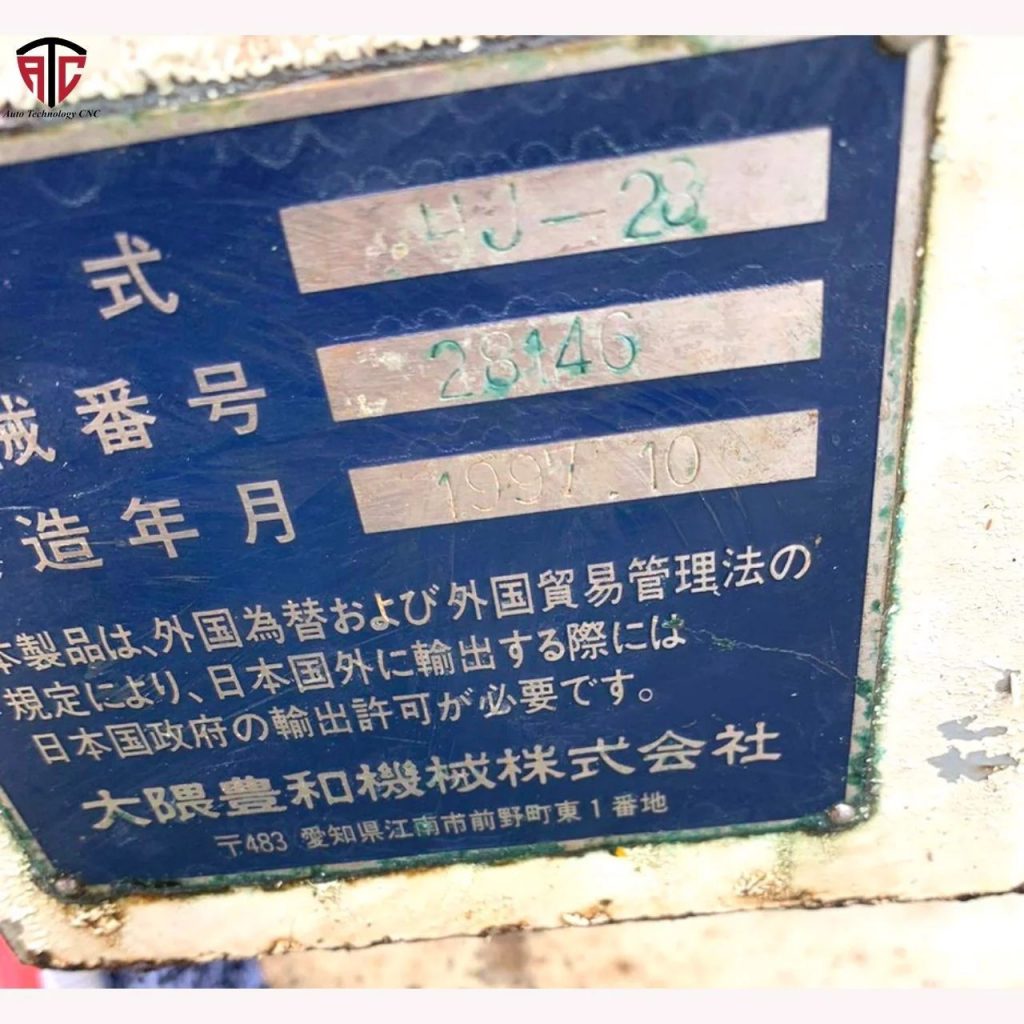 ATC
Auto Technology CNC
式 HJ-28
械番号 28146
造年月 1997.10
本製品は、外国為替および外国貿易管理法の
規定により、日本国外に輸出する際には
日本国政府の輸出許可が必要です。
大隈豊和機械株式会社
〒483 愛知県江南市前野町東1番地